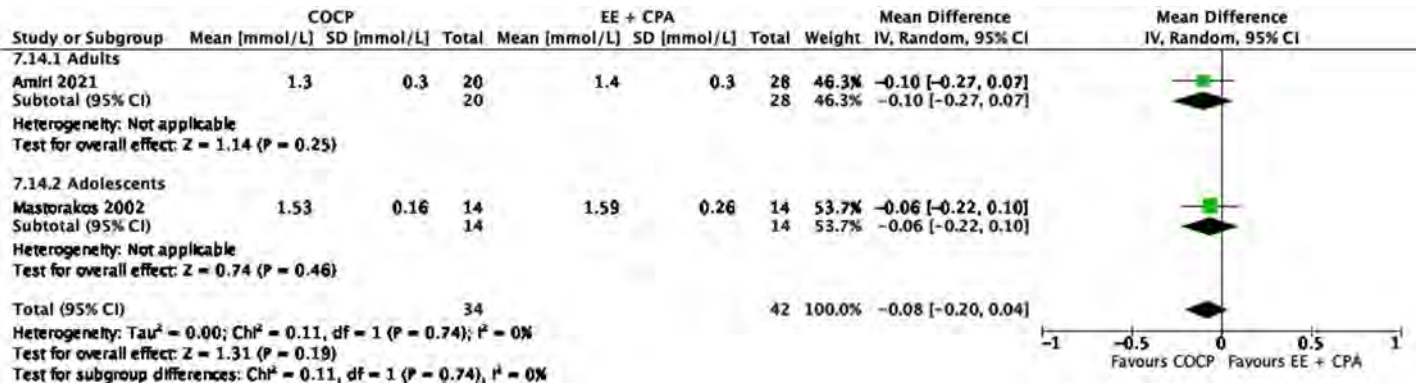 COCP EE + CPA Mean Difference Mean Difference
Study or Subgroup Mean [mmol/L] SD [mmol/L] Total Mean [mmol/L] SD [mmol/L] Total Weight IV, Random, 95% CI IV, Random, 95% CI
7.14.1 Adults
Amiri 2021 1.3 0.3 20 1.4 0.3 28 46.3% −0.10 [−0.27, 0.07]
Subtotal (95% CI) 20 28 46.3% −0.10 [−0.27, 0.07]
Heterogeneity: Not applicable
Test for overall effect: Z = 1.14 (P = 0.25)
7.14.2 Adolescents
Mastorakos 2002 1.53 0.16 14 1.59 0.26 14 53.7% −0.06 [−0.22, 0.10]
Subtotal (95% CI) 14 14 53.7% −0.06 [−0.22, 0.10]
Heterogeneity: Not applicable
Test for overall effect: Z = 0.74 (P = 0.46)
Total (95% CI) 34 42 100.0% −0.08 [−0.20, 0.04]
Heterogeneity: Tau² = 0.00; Chi² = 0.11, df = 1 (P = 0.74); I² = 0%
Test for overall effect: Z = 1.31 (P = 0.19)
Test for subgroup differences: Chi² = 0.11, df = 1 (P = 0.74), I² = 0%
-1 -0.5 0 0.5 1
Favours COCP Favours EE + CPA